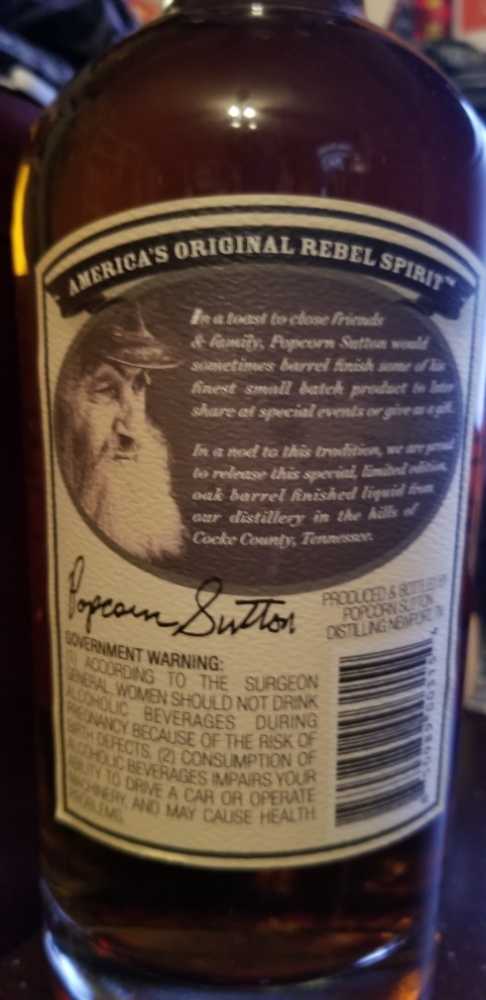 AMERICA'S ORIGINAL REBEL SPIRIT™
In a toast to close friends
& family, Popcorn Sutton would
sometimes barrel finish some of his
finest small batch product to later
share at special events or give as a gift.
In a nod to this tradition, we are proud
to release this special, limited edition,
oak barrel finished liquid from
our distillery in the hills of
Cocke County, Tennessee.
Popcorn Sutton
PRODUCED & BOTTLED BY
POPCORN SUTTON
DISTILLING NEWPORT, TN
GOVERNMENT WARNING:
(1) ACCORDING TO THE SURGEON
GENERAL, WOMEN SHOULD NOT DRINK
ALCOHOLIC BEVERAGES DURING
PREGNANCY BECAUSE OF THE RISK OF
BIRTH DEFECTS. (2) CONSUMPTION OF
ALCOHOLIC BEVERAGES IMPAIRS YOUR
ABILITY TO DRIVE A CAR OR OPERATE
MACHINERY, AND MAY CAUSE HEALTH
PROBLEMS.